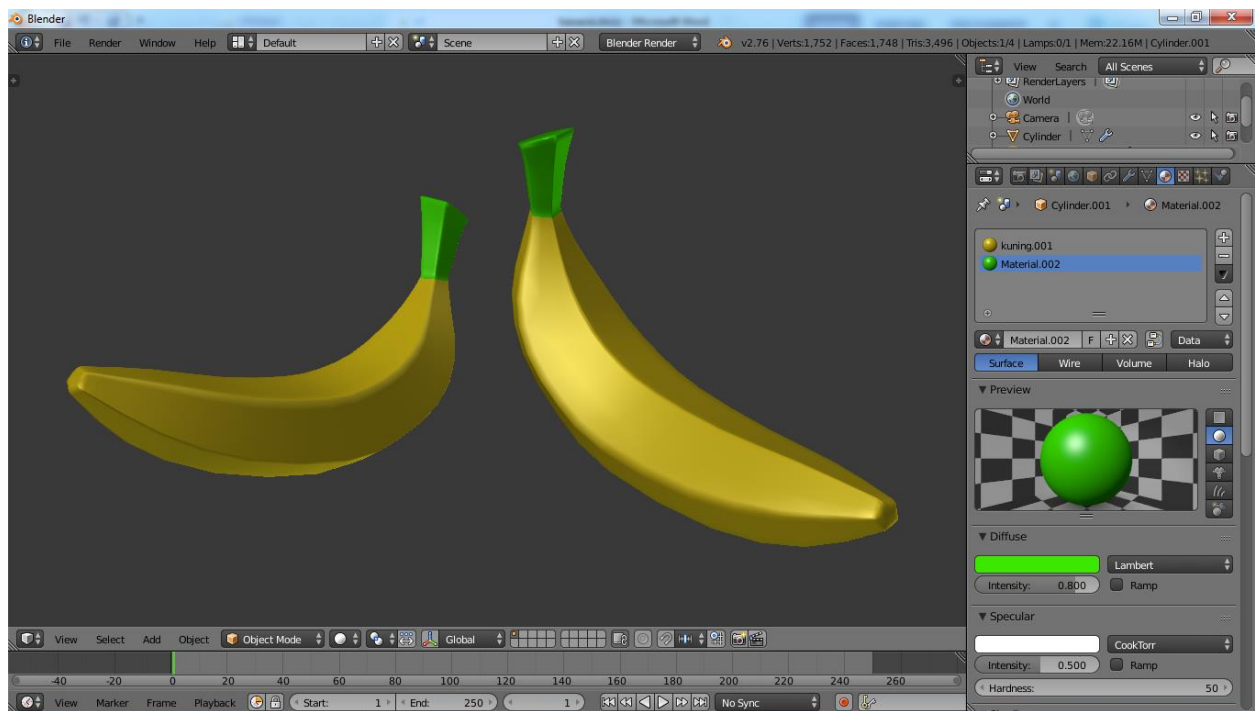 Blender
File Render Window Help Default Scene Blender Render v2.76 | Verts:1,752 | Faces:1,748 | Tris:3,496 | Objects:1/4 | Lamps:0/1 | Mem:22.16M | Cylinder.001
View Search All Scenes
RenderLayers
World
Camera
Cylinder
Cylinder.001 Material.002
kuning.001
Material.002
Material.002 F Data
Surface Wire Volume Halo
Preview
Diffuse
Lambert
Intensity: 0.800 Ramp
Specular
CookTorr
Intensity: 0.500 Ramp
Hardness: 50
View Select Add Object Object Mode Global
-40 -20 0 20 40 60 80 100 120 140 160 180 200 220 240 260
View Marker Frame Playback Start: 1 End: 250 1 No Sync